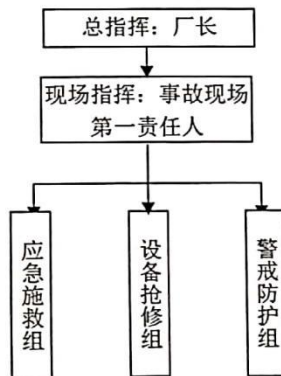 总指挥：厂长
现场指挥：事故现场
第一责任人
应急施救组
设备抢修组
警戒防护组